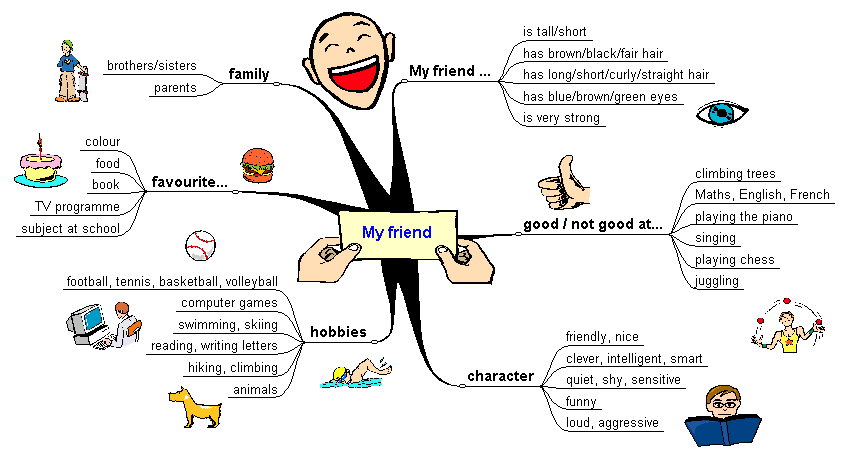 My friend
My friend ...
is tall/short
has brown/black/fair hair
has long/short/curly/straight hair
has blue/brown/green eyes
is very strong
good / not good at...
climbing trees
Maths, English, French
playing the piano
singing
playing chess
juggling
character
friendly, nice
clever, intelligent, smart
quiet, shy, sensitive
funny
loud, aggressive
hobbies
football, tennis, basketball, volleyball
computer games
swimming, skiing
reading, writing letters
hiking, climbing
animals
favourite...
colour
food
book
TV programme
subject at school
family
brothers/sisters
parents